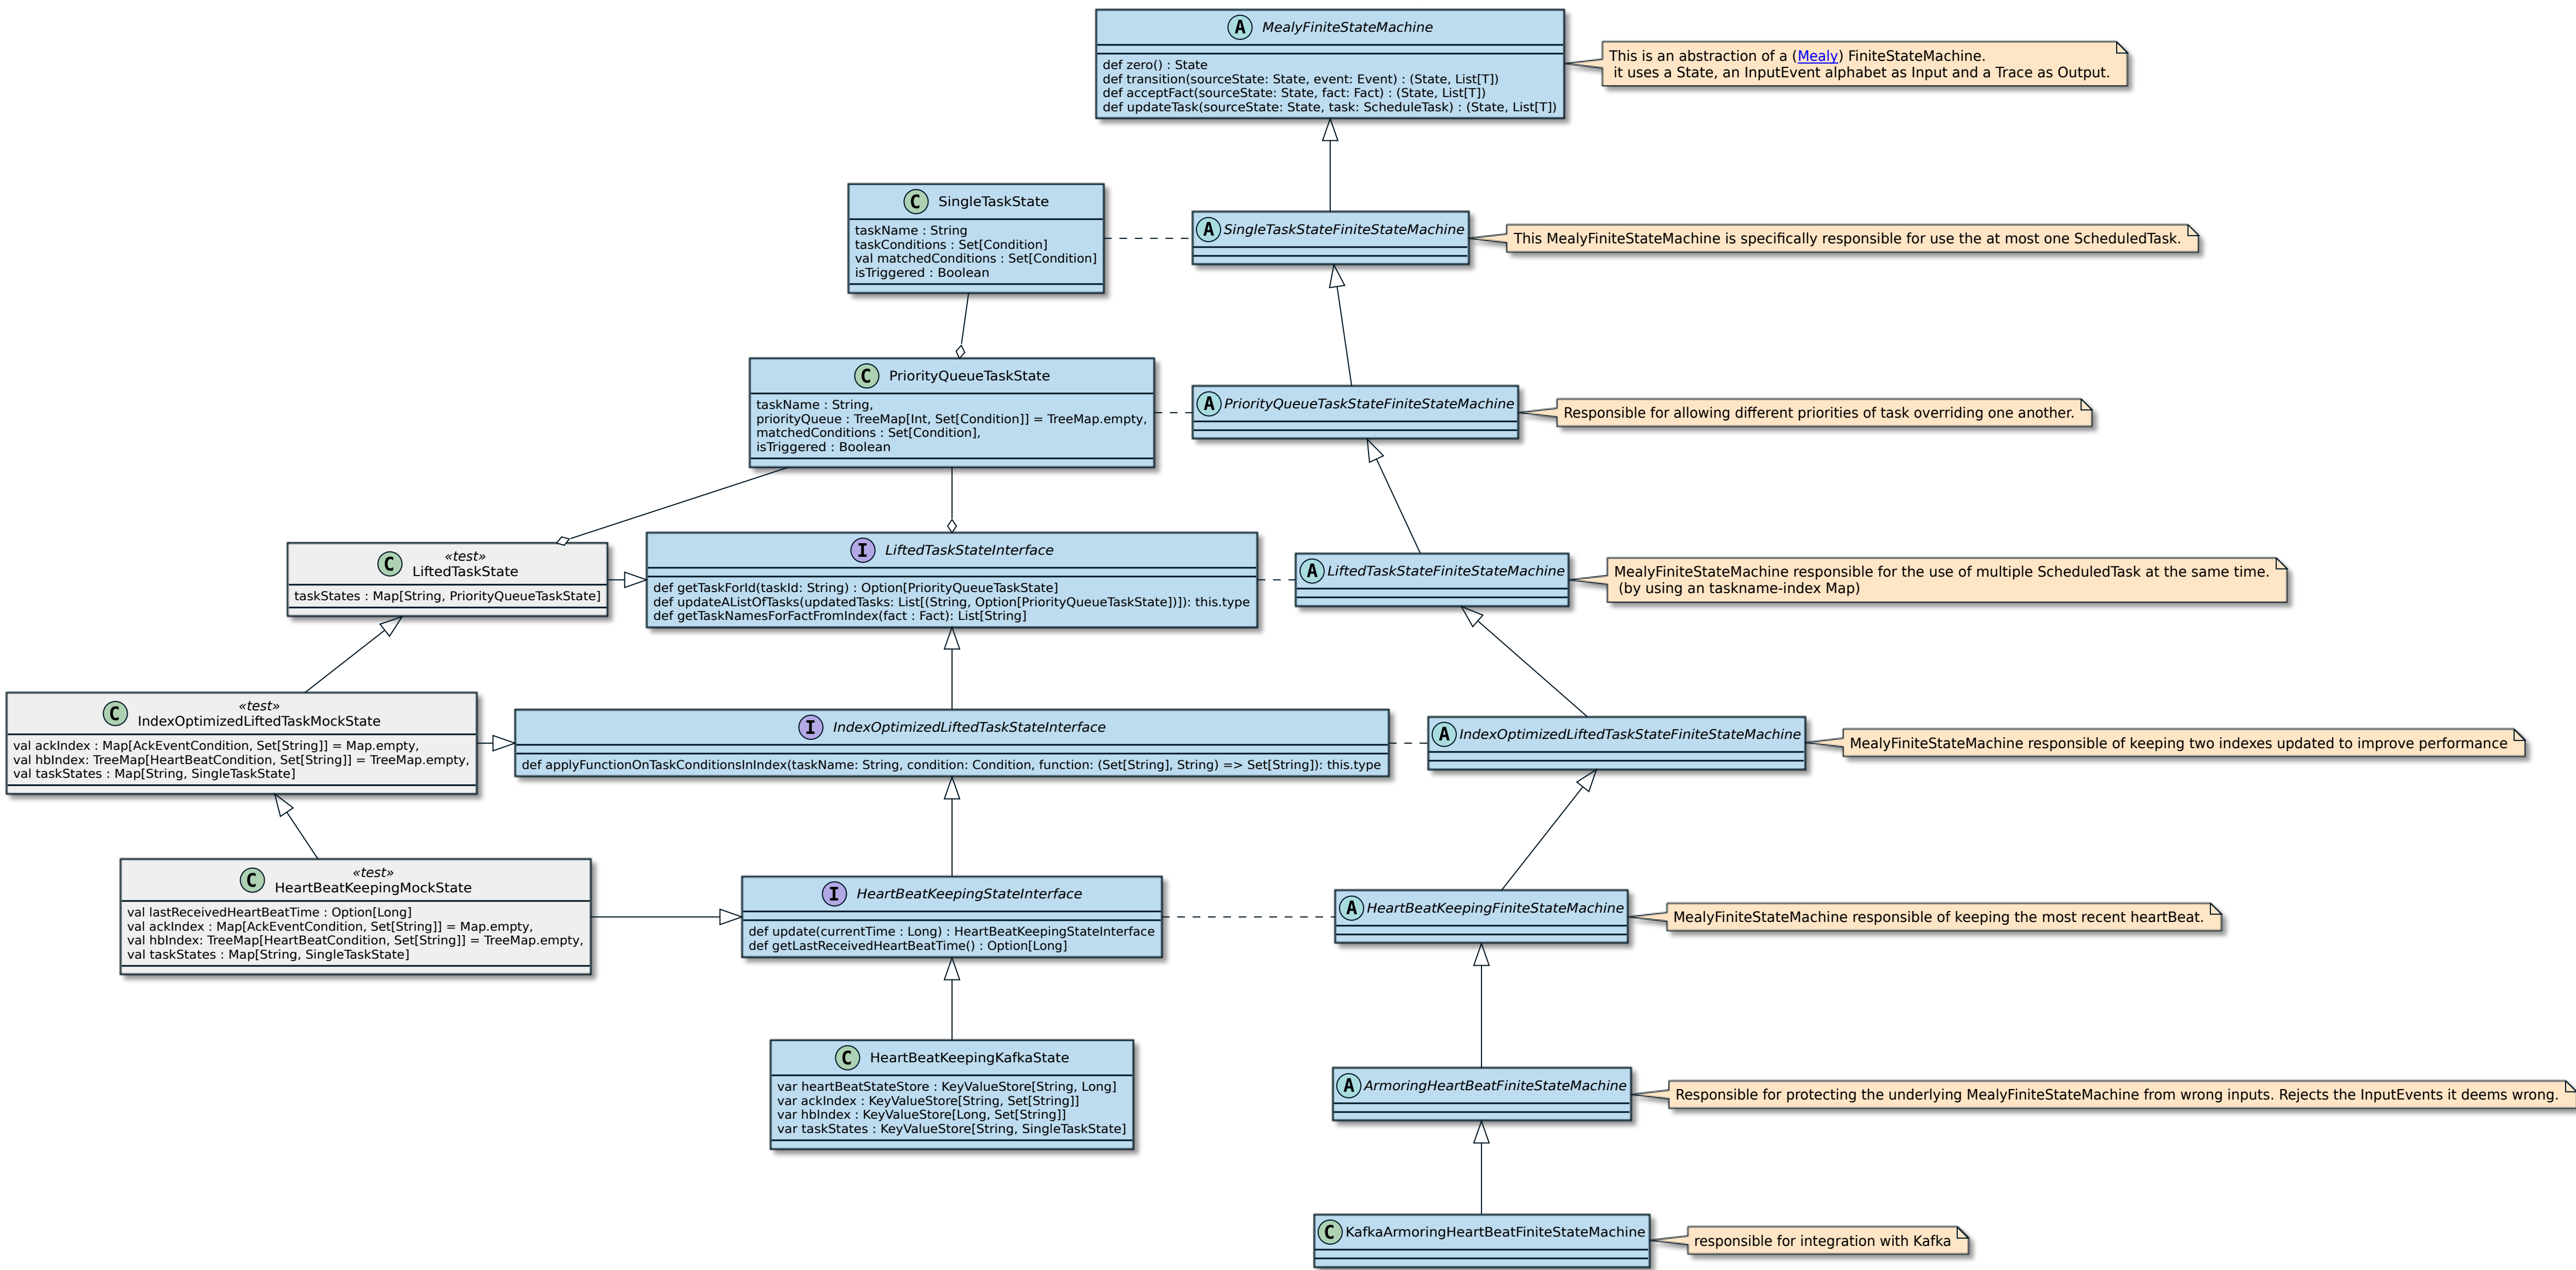 A MealyFiniteStateMachine
def zero() : State
def transition(sourceState: State, event: Event) : (State, List[T])
def acceptFact(sourceState: State, fact: Fact) : (State, List[T])
def updateTask(sourceState: State, task: ScheduleTask) : (State, List[T])
This is an abstraction of a (Mealy) FiniteStateMachine.
it uses a State, an InputEvent alphabet as Input and a Trace as Output.
C SingleTaskState
taskName : String
taskConditions : Set[Condition]
val matchedConditions : Set[Condition]
isTriggered : Boolean
A SingleTaskStateFiniteStateMachine
This MealyFiniteStateMachine is specifically responsible for use the at most one ScheduledTask.
C PriorityQueueTaskState
taskName : String,
priorityQueue : TreeMap[Int, Set[Condition]] = TreeMap.empty,
matchedConditions : Set[Condition],
isTriggered : Boolean
A PriorityQueueTaskStateFiniteStateMachine
Responsible for allowing different priorities of task overriding one another.
«test»
C LiftedTaskState
taskStates : Map[String, PriorityQueueTaskState]
I LiftedTaskStateInterface
def getTaskForId(taskId: String) : Option[PriorityQueueTaskState]
def updateAListOfTasks(updatedTasks: List[(String, Option[PriorityQueueTaskState])]): this.type
def getTaskNamesForFactFromIndex(fact : Fact): List[String]
A LiftedTaskStateFiniteStateMachine
MealyFiniteStateMachine responsible for the use of multiple ScheduledTask at the same time.
(by using an taskname-index Map)
«test»
C IndexOptimizedLiftedTaskMockState
val ackIndex : Map[AckEventCondition, Set[String]] = Map.empty,
val hbIndex: TreeMap[HeartBeatCondition, Set[String]] = TreeMap.empty,
val taskStates : Map[String, SingleTaskState]
I IndexOptimizedLiftedTaskStateInterface
def applyFunctionOnTaskConditionsInIndex(taskName: String, condition: Condition, function: (Set[String], String) => Set[String]): this.type
A IndexOptimizedLiftedTaskStateFiniteStateMachine
MealyFiniteStateMachine responsible of keeping two indexes updated to improve performance
«test»
C HeartBeatKeepingMockState
val lastReceivedHeartBeatTime : Option[Long]
val ackIndex : Map[AckEventCondition, Set[String]] = Map.empty,
val hbIndex: TreeMap[HeartBeatCondition, Set[String]] = TreeMap.empty,
val taskStates : Map[String, SingleTaskState]
I HeartBeatKeepingStateInterface
def update(currentTime : Long) : HeartBeatKeepingStateInterface
def getLastReceivedHeartBeatTime() : Option[Long]
A HeartBeatKeepingFiniteStateMachine
MealyFiniteStateMachine responsible of keeping the most recent heartBeat.
C HeartBeatKeepingKafkaState
var heartBeatStateStore : KeyValueStore[String, Long]
var ackIndex : KeyValueStore[String, Set[String]]
var hbIndex : KeyValueStore[Long, Set[String]]
var taskStates : KeyValueStore[String, SingleTaskState]
A ArmoringHeartBeatFiniteStateMachine
Responsible for protecting the underlying MealyFiniteStateMachine from wrong inputs. Rejects the InputEvents it deems wrong.
C KafkaArmoringHeartBeatFiniteStateMachine
responsible for integration with Kafka